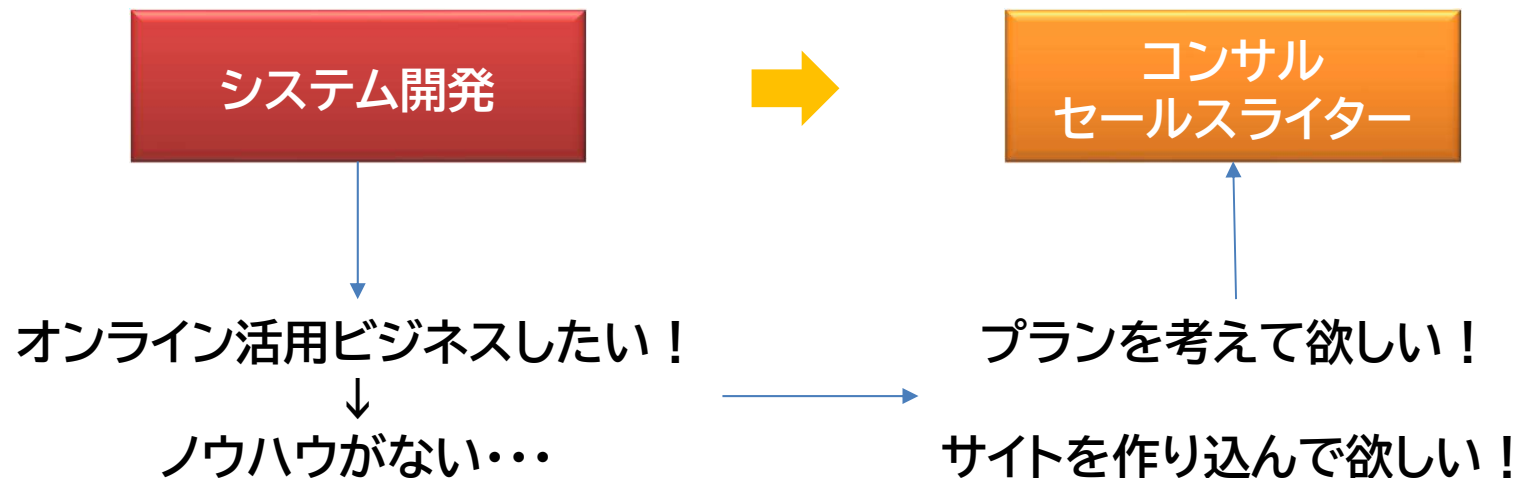 システム開発
コンサル
セールスライター
オンライン活用ビジネスしたい！
↓
ノウハウがない・・・
プランを考えて欲しい！
サイトを作り込んで欲しい！